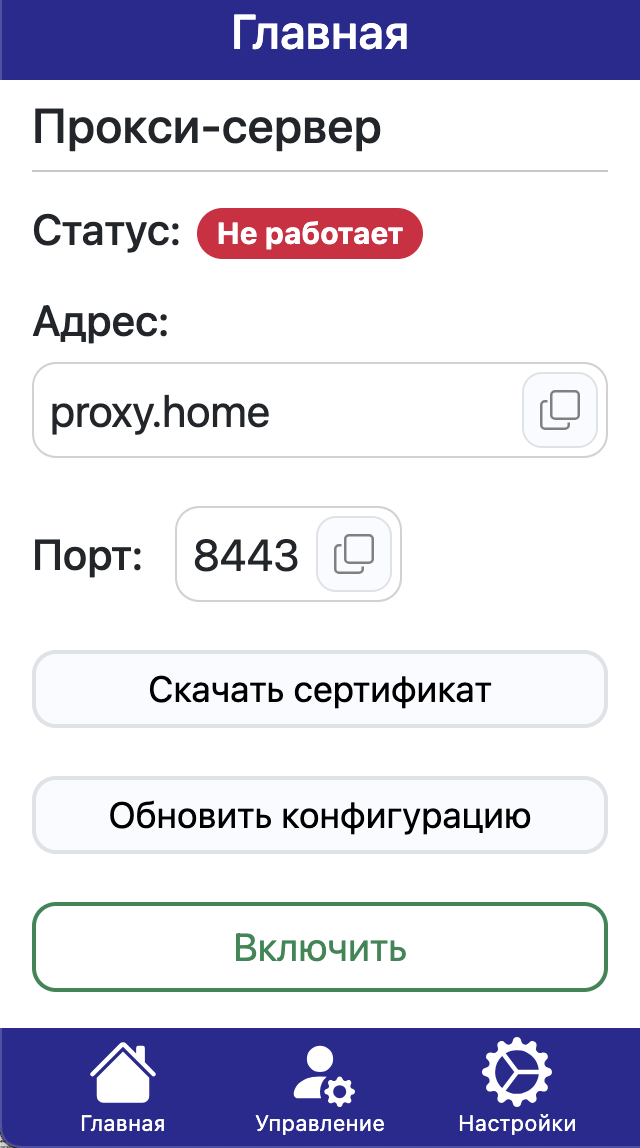 Главная
Прокси-сервер
Статус: Не работает
Адрес:
proxy.home
Порт: 8443
Скачать сертификат
Обновить конфигурацию
Включить
Главная Управление Настройки